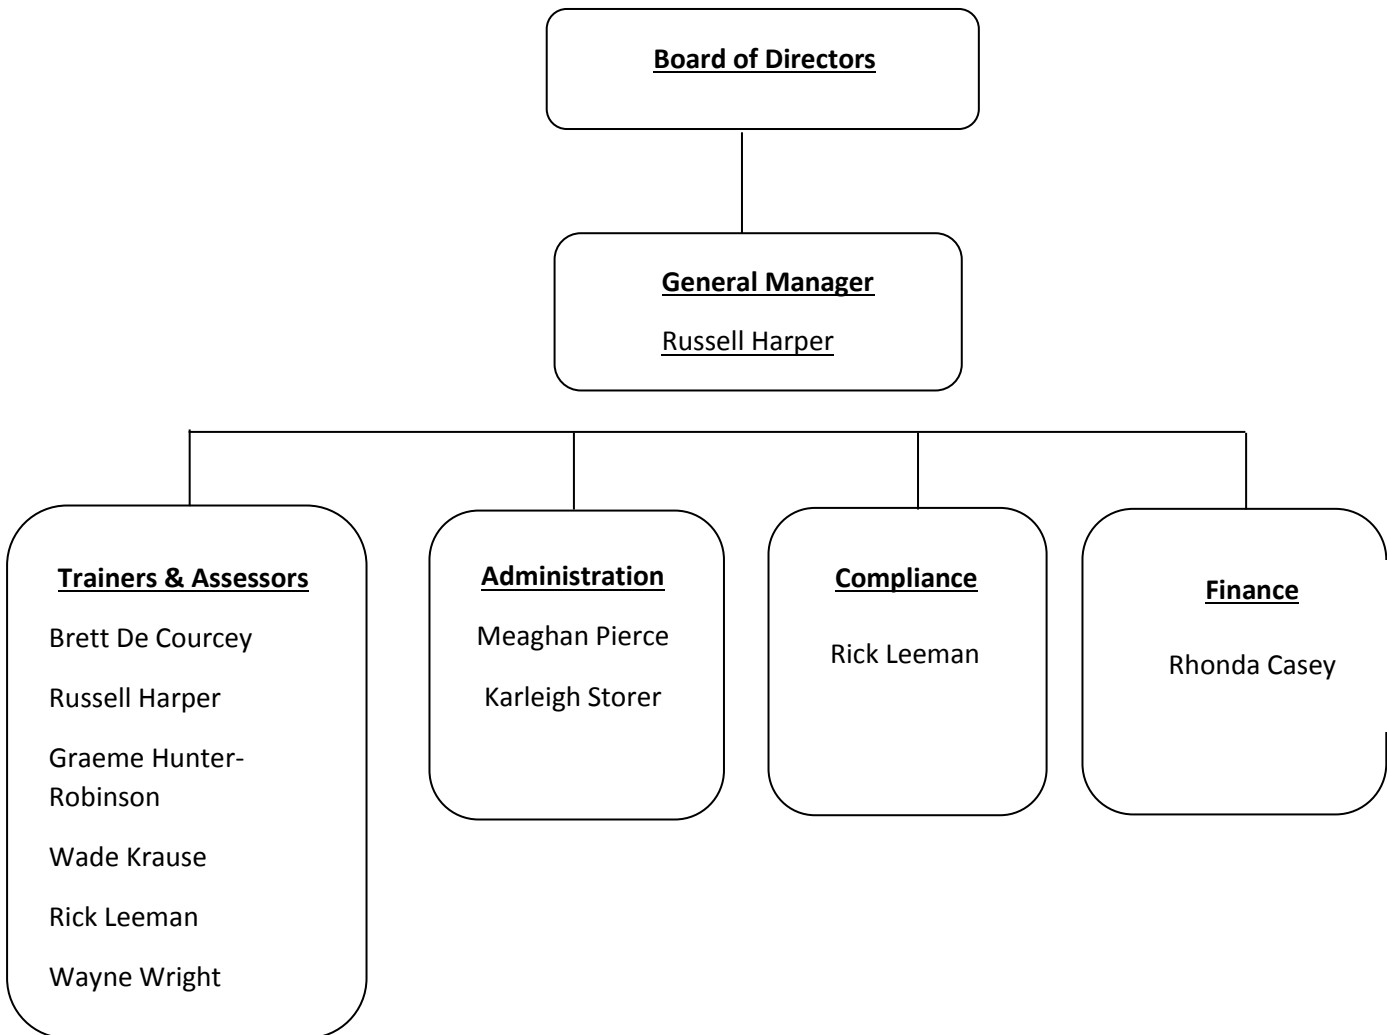 Board of Directors
General Manager
Russell Harper
Trainers & Assessors
Brett De Courcey
Russell Harper
Graeme Hunter-
Robinson
Wade Krause
Rick Leeman
Wayne Wright
Administration
Meaghan Pierce
Karleigh Storer
Compliance
Rick Leeman
Finance
Rhonda Casey